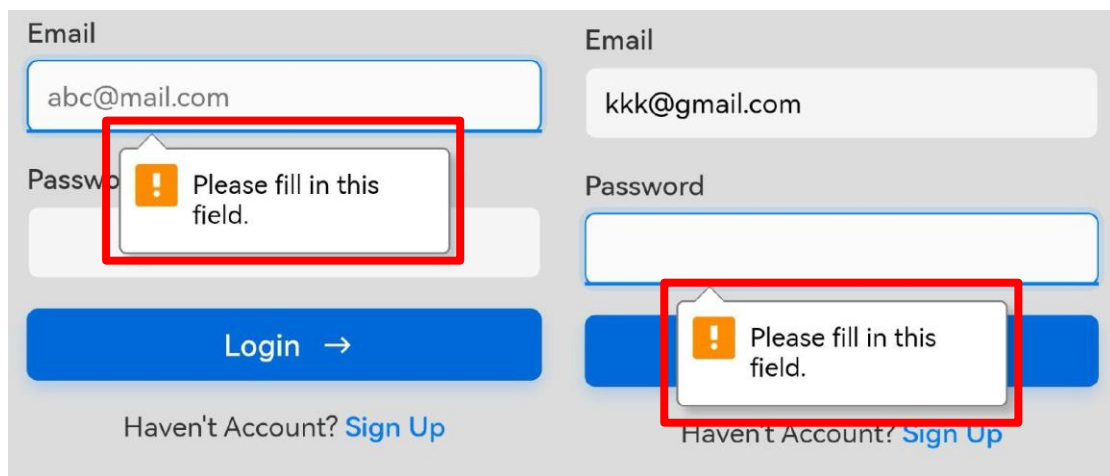 Email
abc@mail.com
Passwo
Please fill in this
field.
Login →
Haven't Account? Sign Up
Email
kkk@gmail.com
Password
Please fill in this
field.
Haven't Account? Sign Up